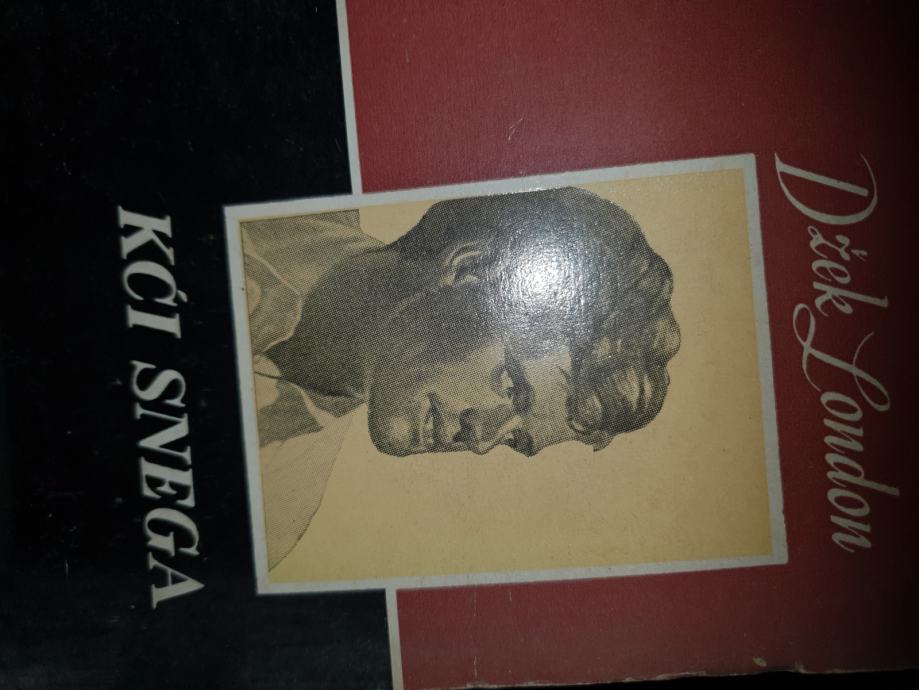 Džek London
KĆI SNEGA